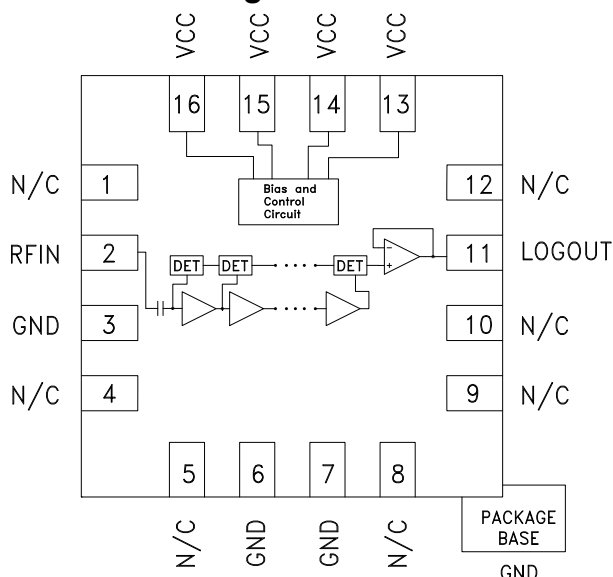 g
VCC VCC VCC VCC
16 15 14 13
Bias and
Control
Circuit
N/C 1
12 N/C
RFIN 2
11 LOGOUT
DET DET DET
- +
GND 3
10 N/C
N/C 4
9 N/C
5 6 7 8
N/C GND GND N/C
PACKAGE
BASE
GND